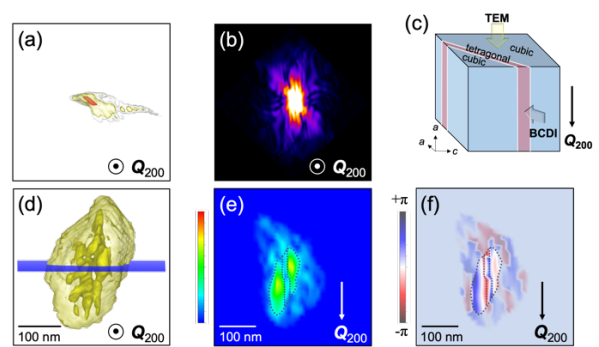 (a)
Q200
(b)
Q200
(c)
TEM
cubic
tetragonal
cubic
BCDI
Q200
a
a
c
(d)
100 nm
Q200
(e)
100 nm
Q200
+π
-π
(f)
100 nm
Q200